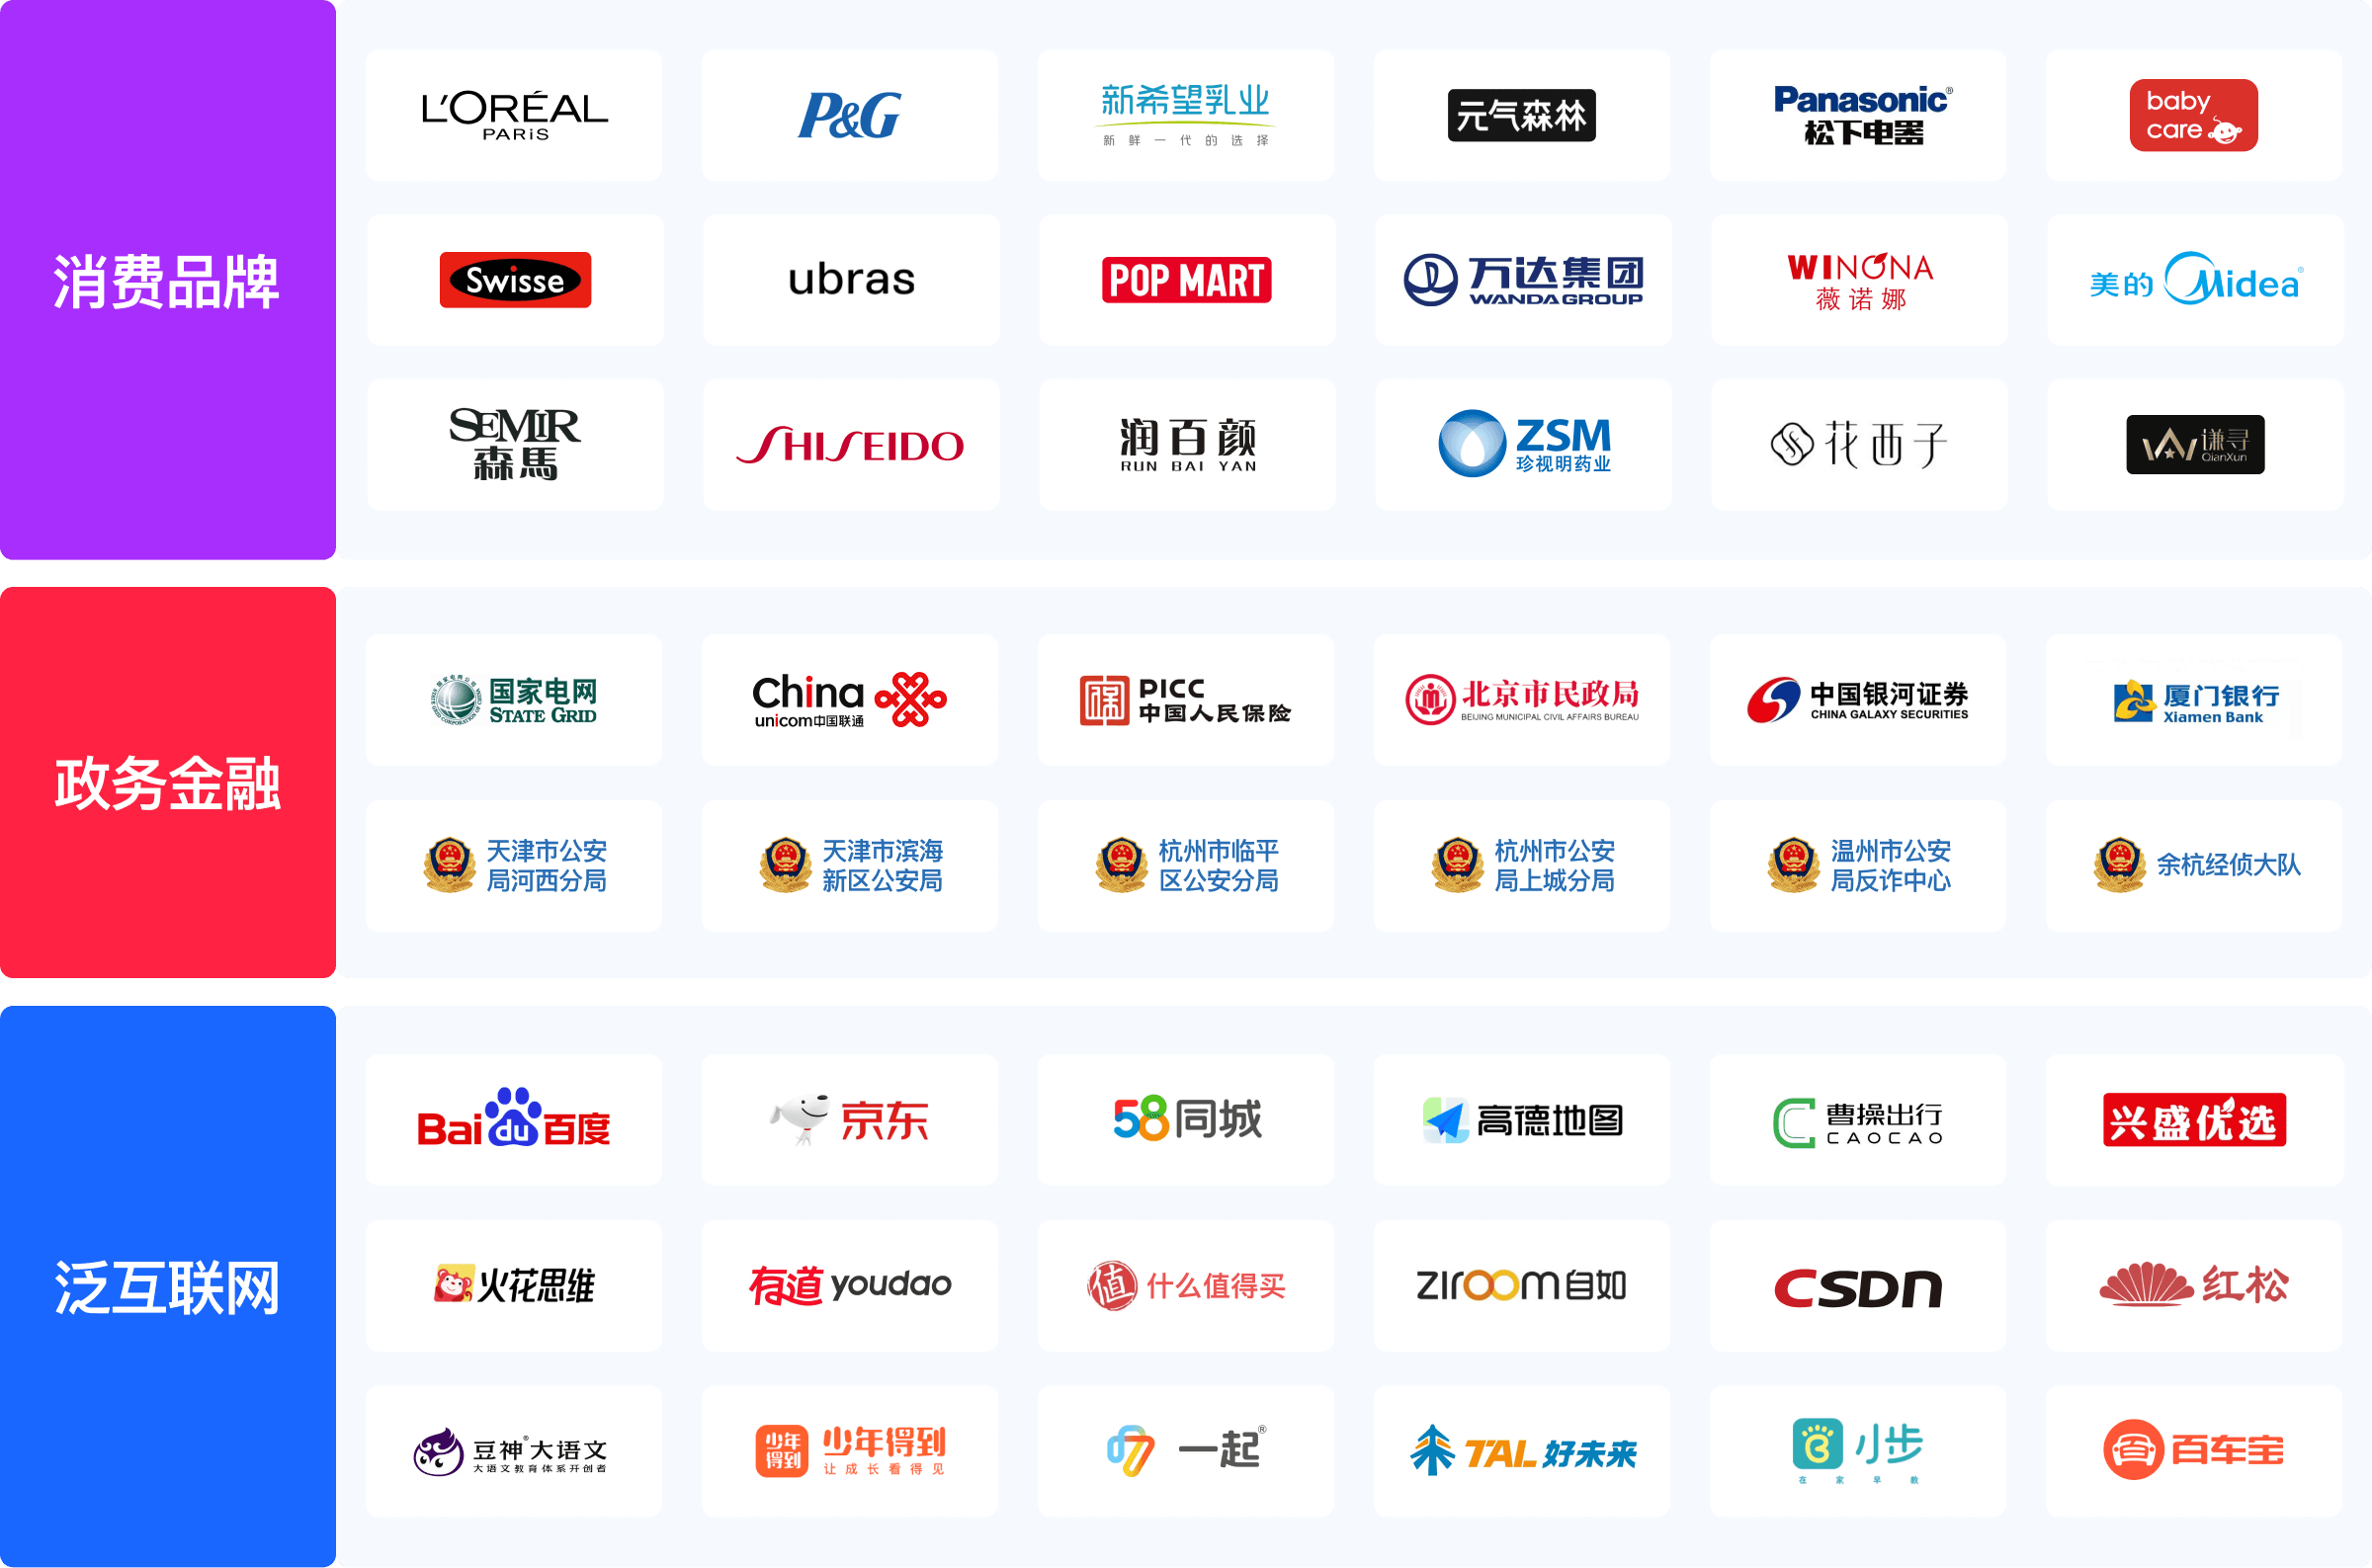 消费品牌
L'ORÉAL
PARIS
P&G
新希望乳业
新鲜一代的选择
元气森林
Panasonic®
松下电器
baby
care
Swisse
ubras
POP MART
万达集团
WANDA GROUP
WINONA
薇诺娜
美的 Midea®
SEMIR
森馬
SHISEIDO
润百颜
RUN BAI YAN
ZSM
珍视明药业
花西子
谦寻
QianXun
政务金融
国家电网
STATE GRID
China
unicom中国联通
PICC
中国人民保险
北京市民政局
BEIJING MUNICIPAL CIVIL AFFAIRS BUREAU
中国银河证券
CHINA GALAXY SECURITIES
厦门银行
Xiamen Bank
天津市公安
局河西分局
天津市滨海
新区公安局
杭州市临平
区公安分局
杭州市公安
局上城分局
温州市公安
局反诈中心
余杭经侦大队
泛互联网
Bai du 百度
京东
58同城
高德地图
曹操出行
CAOCAO
兴盛优选
火花思维
有道 youdao
值 什么值得买
ziroom自如
CSDN
红松
豆神®大语文
大语文教育体系开创者
少年
得到
少年得到
让成长看得见
一起®
TAL 好未来
小步
在家早教
百 百车宝